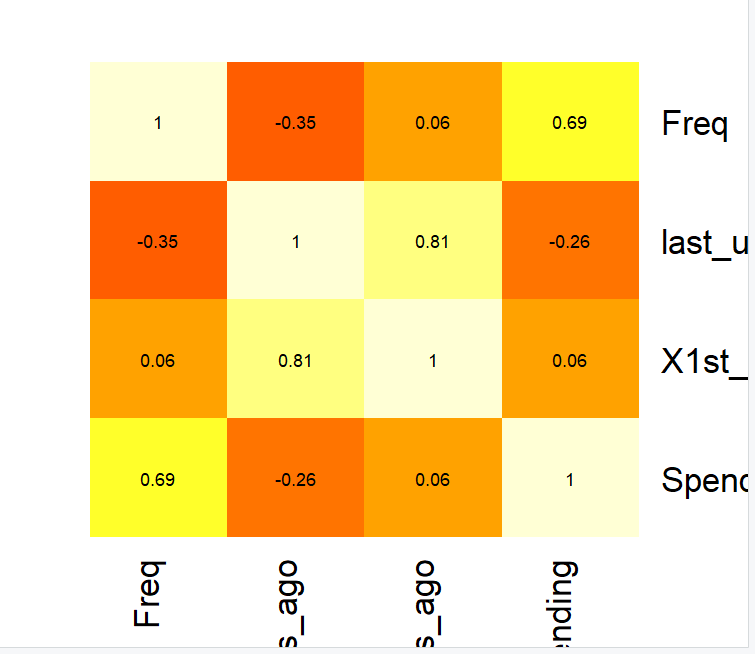 1 -0.35 0.06 0.69 Freq
-0.35 1 0.81 -0.26 last_u
0.06 0.81 1 0.06 X1st_
0.69 -0.26 0.06 1 Spend
Freq s_ago s_ago ending